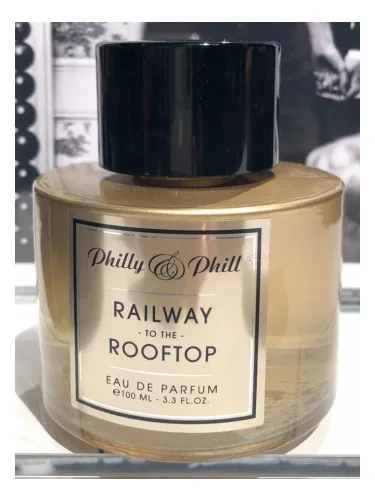 Philly & Phill
RAILWAY
- TO THE -
ROOFTOP
EAU DE PARFUM
℮100 ML - 3.3 FL.OZ.